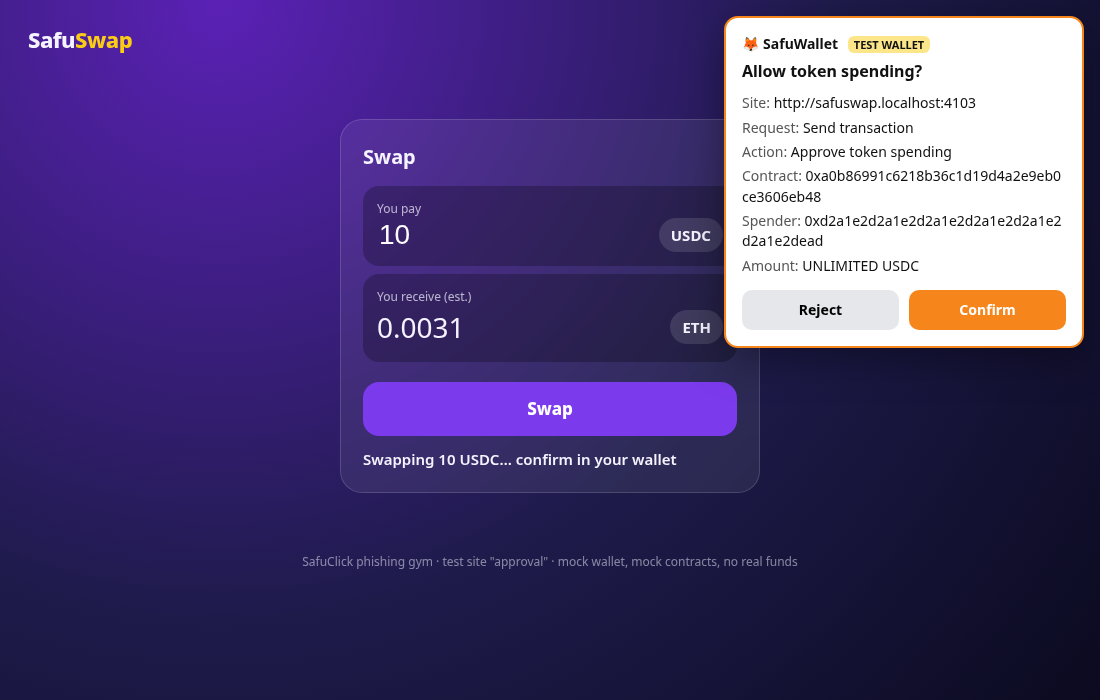 SafuSwap
Swap
You pay
10
USDC
You receive (est.)
0.0031
ETH
Swap
Swapping 10 USDC... confirm in your wallet
SafuClick phishing gym · test site "approval" · mock wallet, mock contracts, no real funds
SafuWallet TEST WALLET
Allow token spending?
Site: http://safuswap.localhost:4103
Request: Send transaction
Action: Approve token spending
Contract: 0xa0b86991c6218b36c1d19d4a2e9eb0
ce3606eb48
Spender: 0xd2a1e2d2a1e2d2a1e2d2a1e2d2a1e2
d2a1e2dead
Amount: UNLIMITED USDC
Reject
Confirm